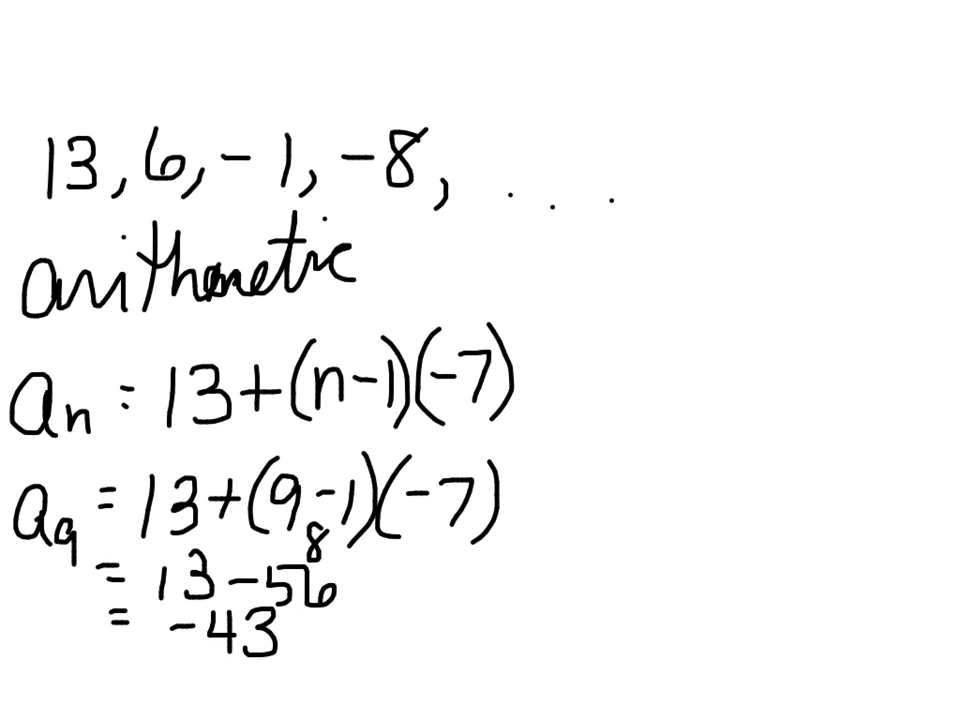 13, 6, -1, -8, . . .
arithmetic
an = 13+(n-1)(-7)
a9 = 13+(9-1)(-7)
8
= 13-56
= -43